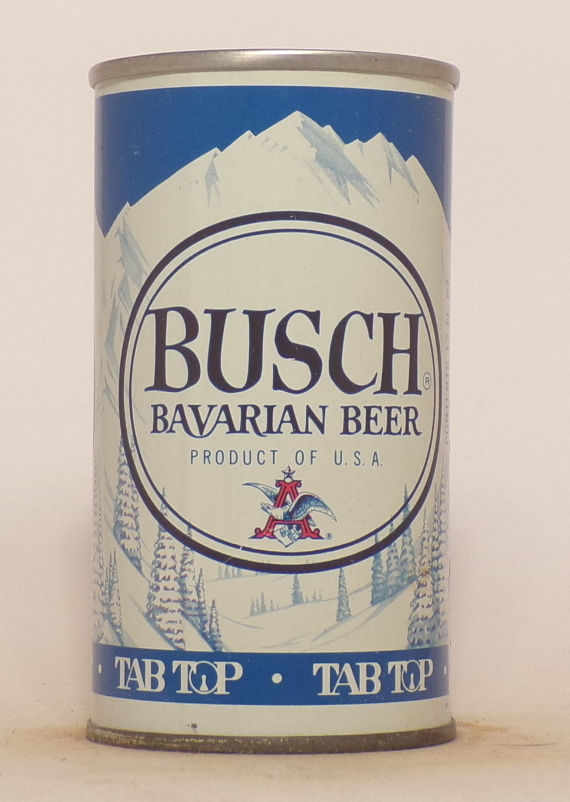 BUSCH®
BAVARIAN BEER
PRODUCT OF U.S.A.
A ®
• TAB TOP • TAB TOP •